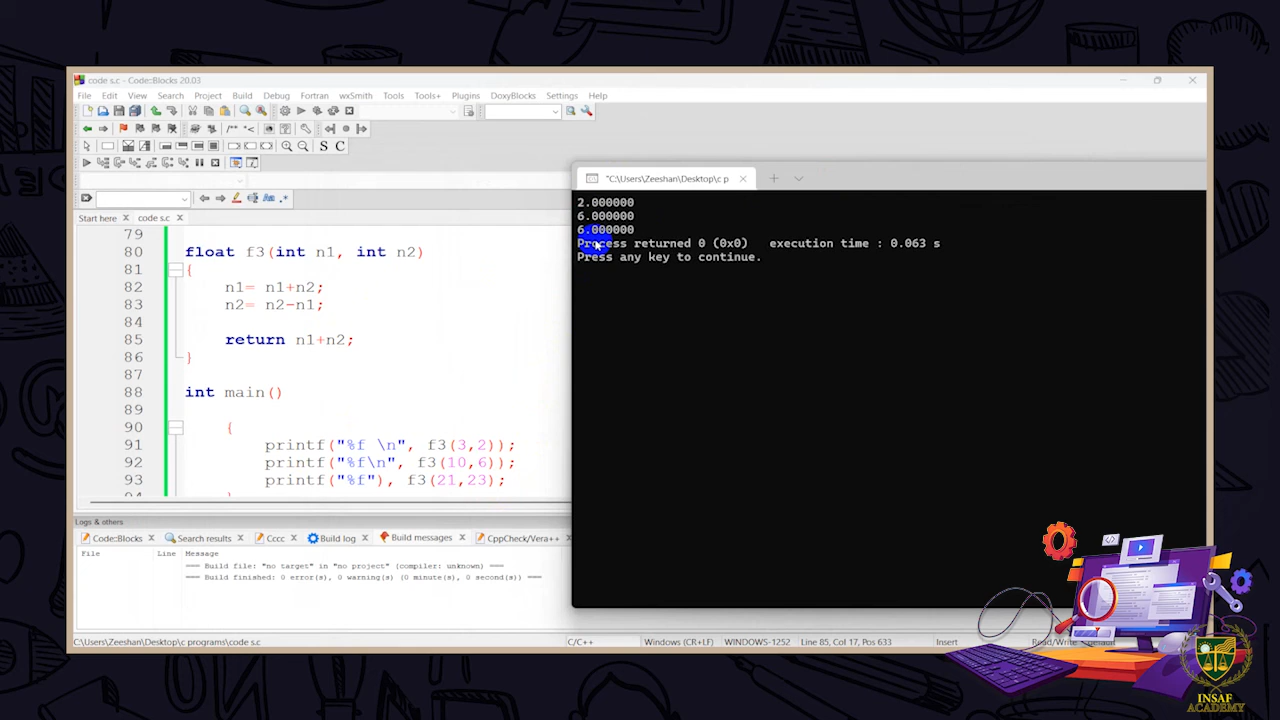 code s.c - Code::Blocks 20.03
File Edit View Search Project Build Debug Fortran wxSmith Tools Tools+ Plugins DoxyBlocks Settings Help
/** *<
S C
Start here code s.c
79
80 float f3(int n1, int n2)
81 {
82 n1= n1+n2;
83 n2= n2-n1;
84
85 return n1+n2;
86 }
87
88 int main()
89
90 {
91 printf("%f \n", f3(3,2));
92 printf("%f\n", f3(10,6));
93 printf("%f"), f3(21,23);
"C:\Users\Zeeshan\Desktop\c p
2.000000
6.000000
6.000000
Process returned 0 (0x0) execution time : 0.063 s
Press any key to continue.
Logs & others
Code::Blocks Search results Cccc Build log Build messages CppCheck/Vera++
File Line Message
=== Build file: "no target" in "no project" (compiler: unknown) ===
=== Build finished: 0 error(s), 0 warning(s) (0 minute(s), 0 second(s)) ===
C:\Users\Zeeshan\Desktop\c programs\code s.c C/C++ Windows (CR+LF) WINDOWS-1252 Line 85, Col 17, Pos 633 Insert Read/Write
INSAF
ACADEMY